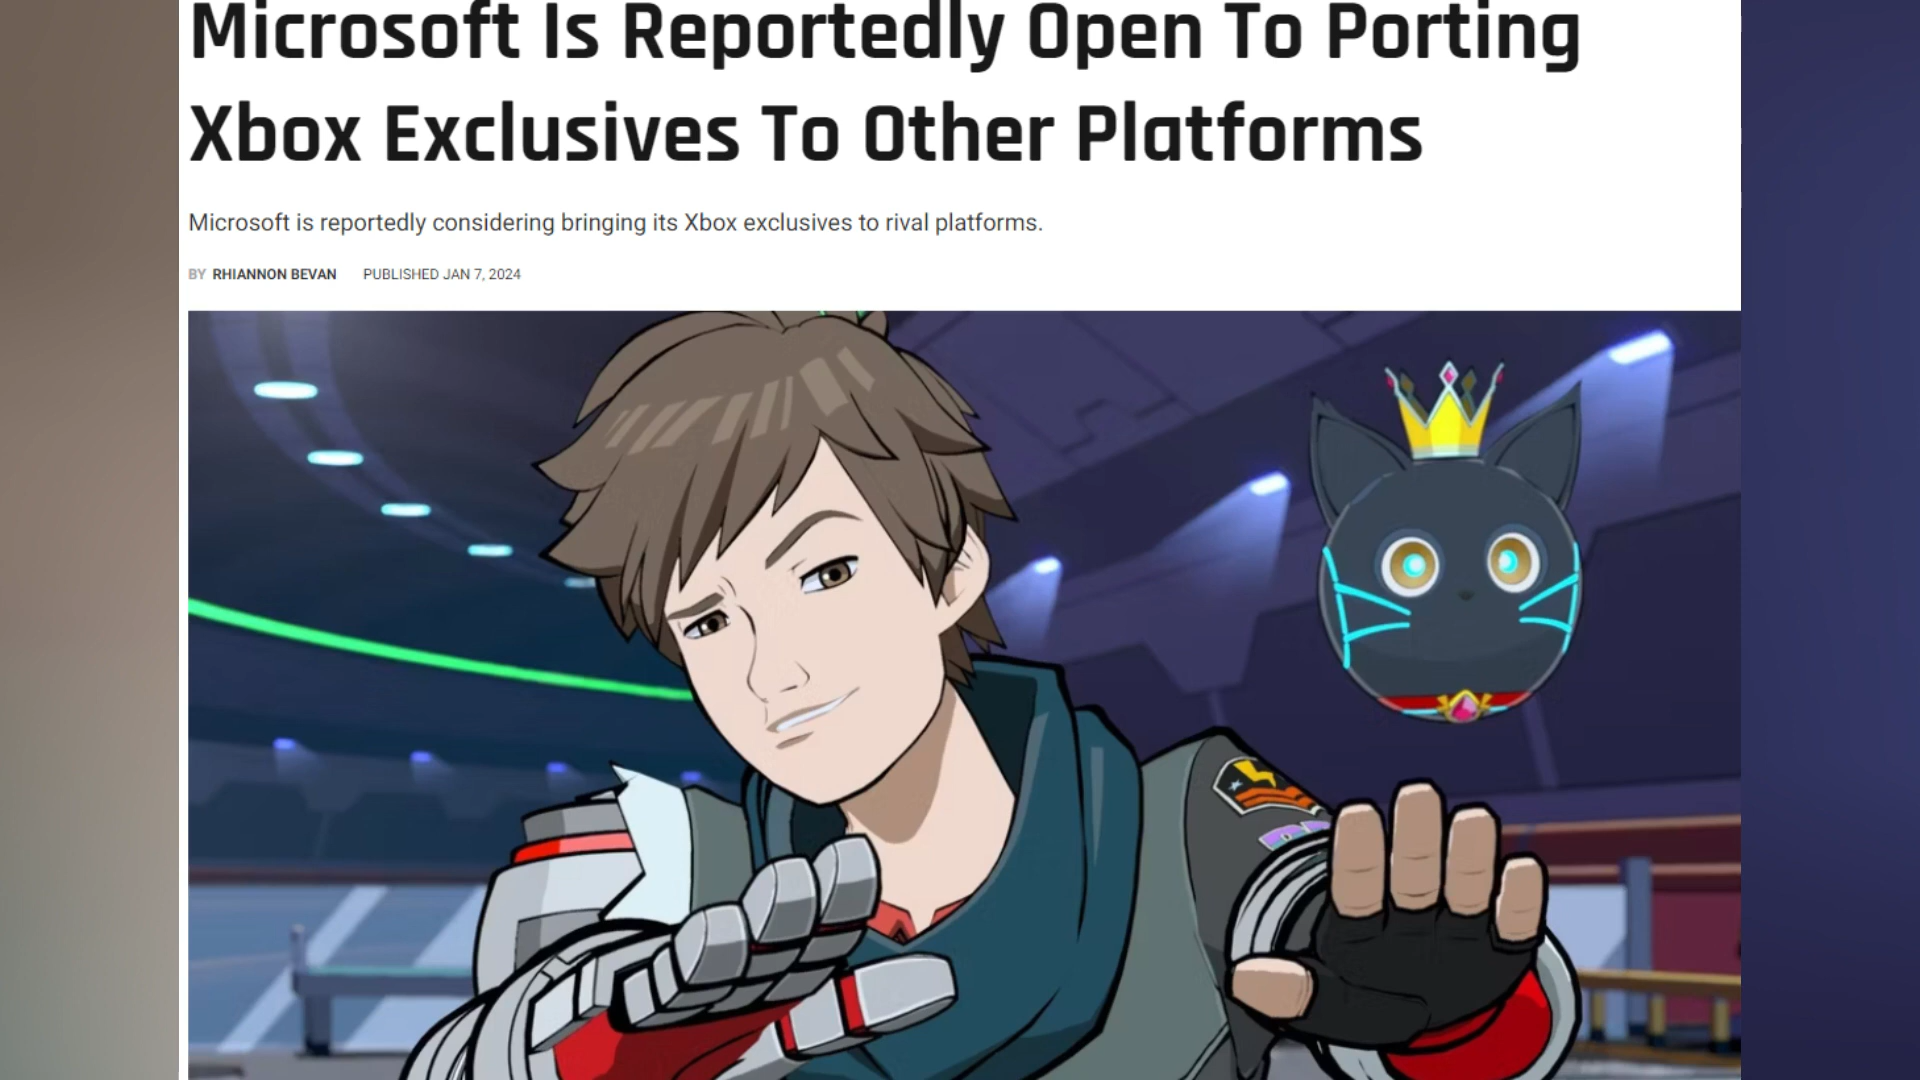 Microsoft Is Reportedly Open To Porting
Xbox Exclusives To Other Platforms
Microsoft is reportedly considering bringing its Xbox exclusives to rival platforms.
BY RHIANNON BEVAN PUBLISHED JAN 7, 2024